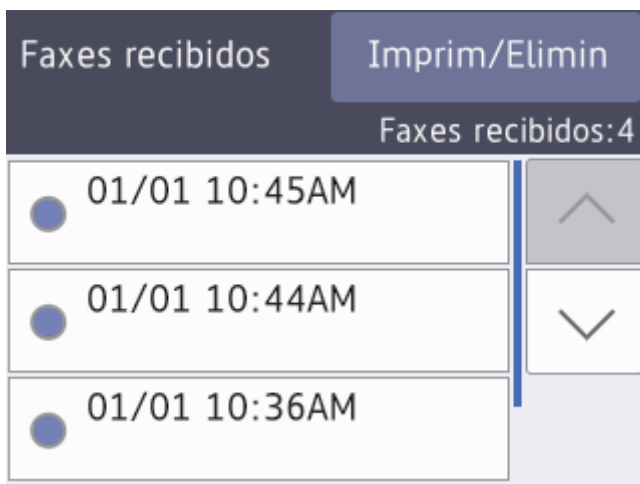 Faxes recibidos
Imprim/Elimin
Faxes recibidos:4
01/01 10:45AM
01/01 10:44AM
01/01 10:36AM